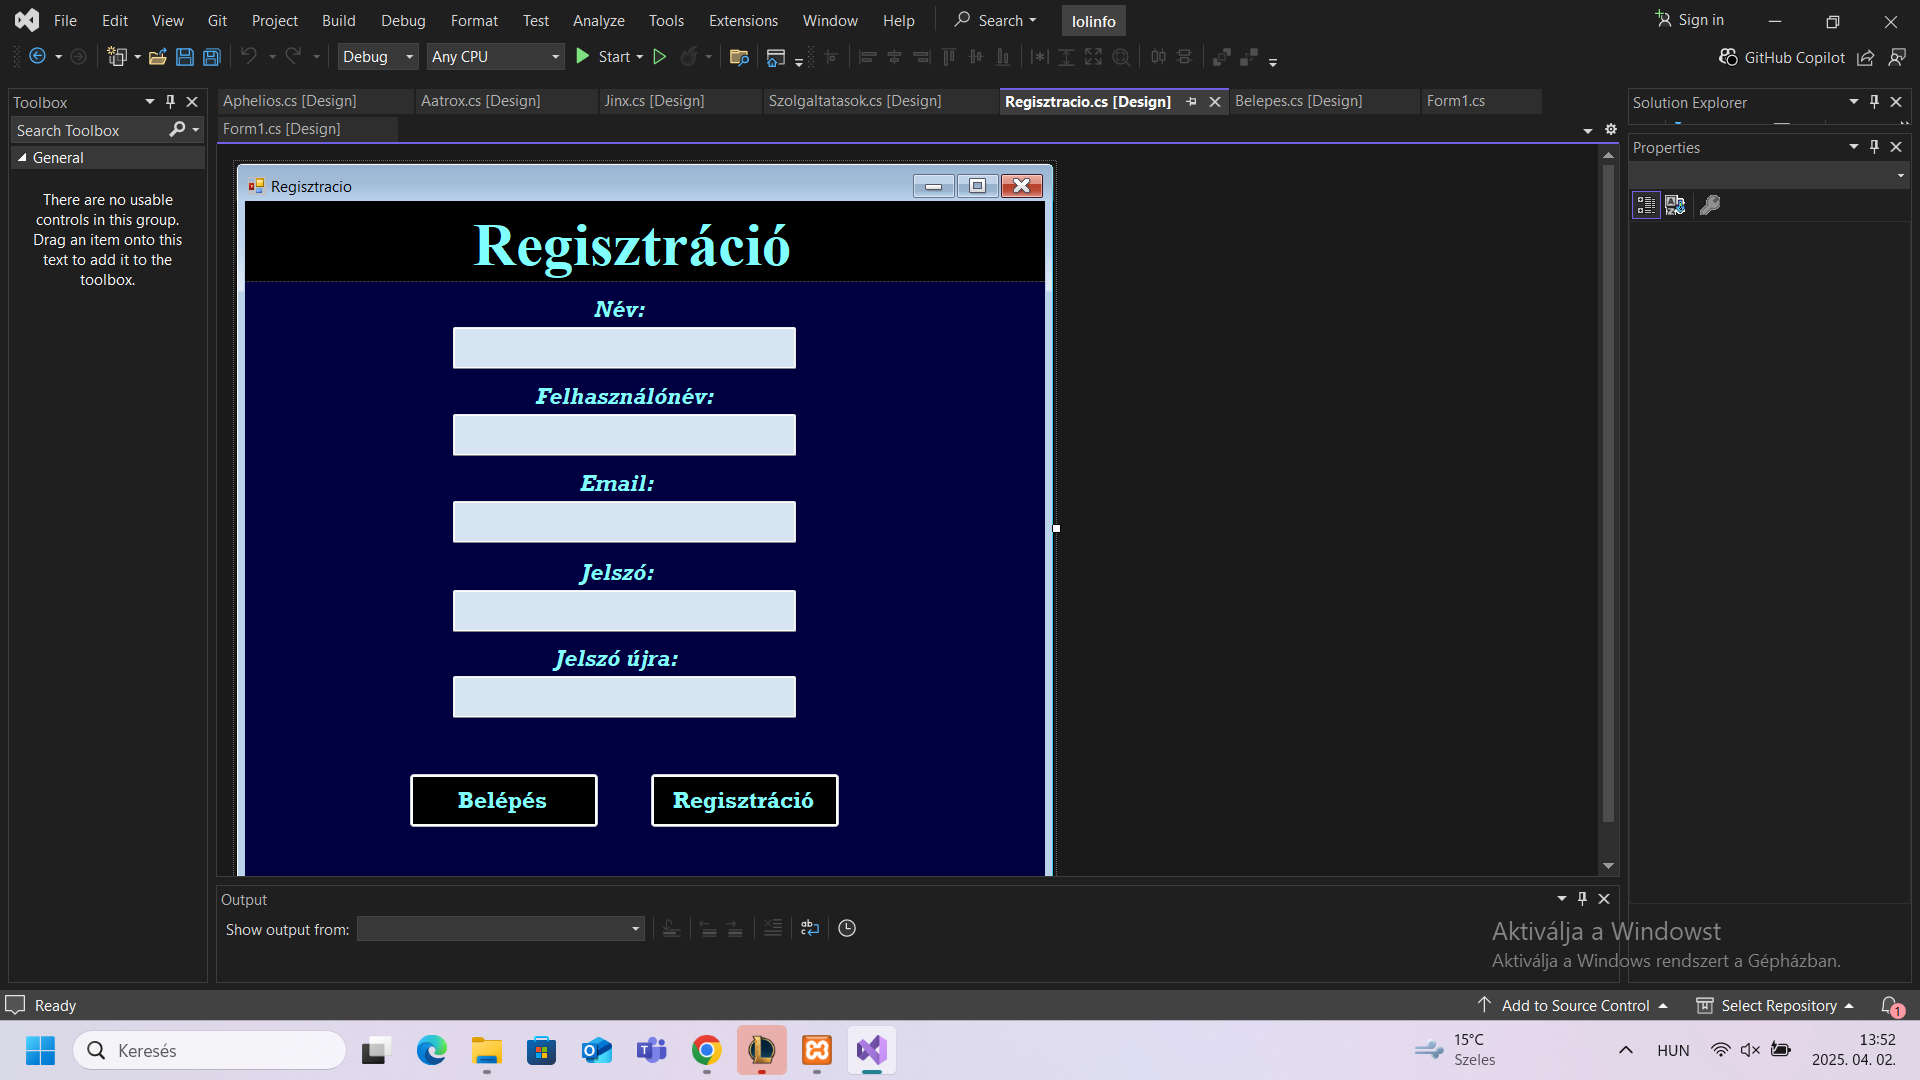 File Edit View Git Project Build Debug Format Test Analyze Tools Extensions Window Help Search lolinfo Sign in
Debug Any CPU Start GitHub Copilot
Toolbox
Search Toolbox
General
There are no usable
controls in this group.
Drag an item onto this
text to add it to the
toolbox.
Aphelios.cs [Design] Aatrox.cs [Design] Jinx.cs [Design] Szolgaltatasok.cs [Design] Regisztracio.cs [Design] Belepes.cs [Design] Form1.cs
Form1.cs [Design]
Regisztracio
Regisztráció
Név:
Felhasználónév:
Email:
Jelszó:
Jelszó újra:
Belépés Regisztráció
Solution Explorer
Properties
Output
Show output from:
Aktiválja a Windowst
Aktiválja a Windows rendszert a Gépházban.
Ready Add to Source Control Select Repository 1
Keresés
15°C
Szeles
HUN
13:52
2025. 04. 02.